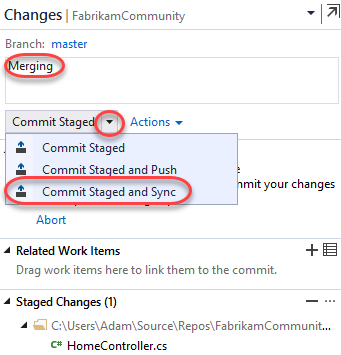 Changes | FabrikamCommunity
Branch: master
Merging
Commit Staged Actions
Commit Staged
Commit Staged and Push
mmit your changes
Commit Staged and Sync
Abort
Related Work Items
Drag work items here to link them to the commit.
Staged Changes (1)
C:\Users\Adam\Source\Repos\FabrikamCommunit...
HomeController.cs